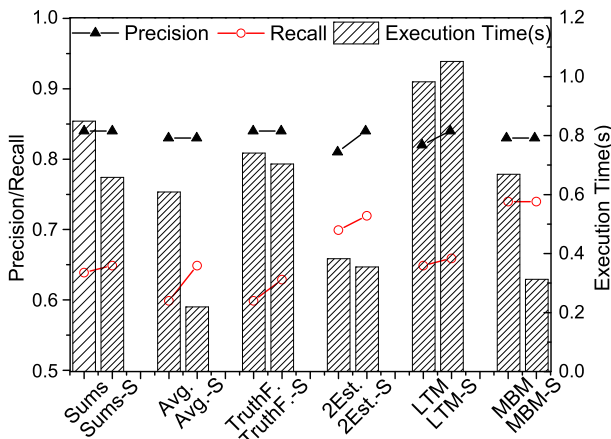 Precision Recall Execution Time(s)
Precision/Recall
1.0
0.9
0.8
0.7
0.6
0.5
Execution Time(s)
1.2
1.0
0.8
0.6
0.4
0.2
0.0
Sums
Sums-S
Avg.
Avg.-S
TruthF.
TruthF.-S
2Est.
2Est.-S
LTM
LTM-S
MBM
MBM-S